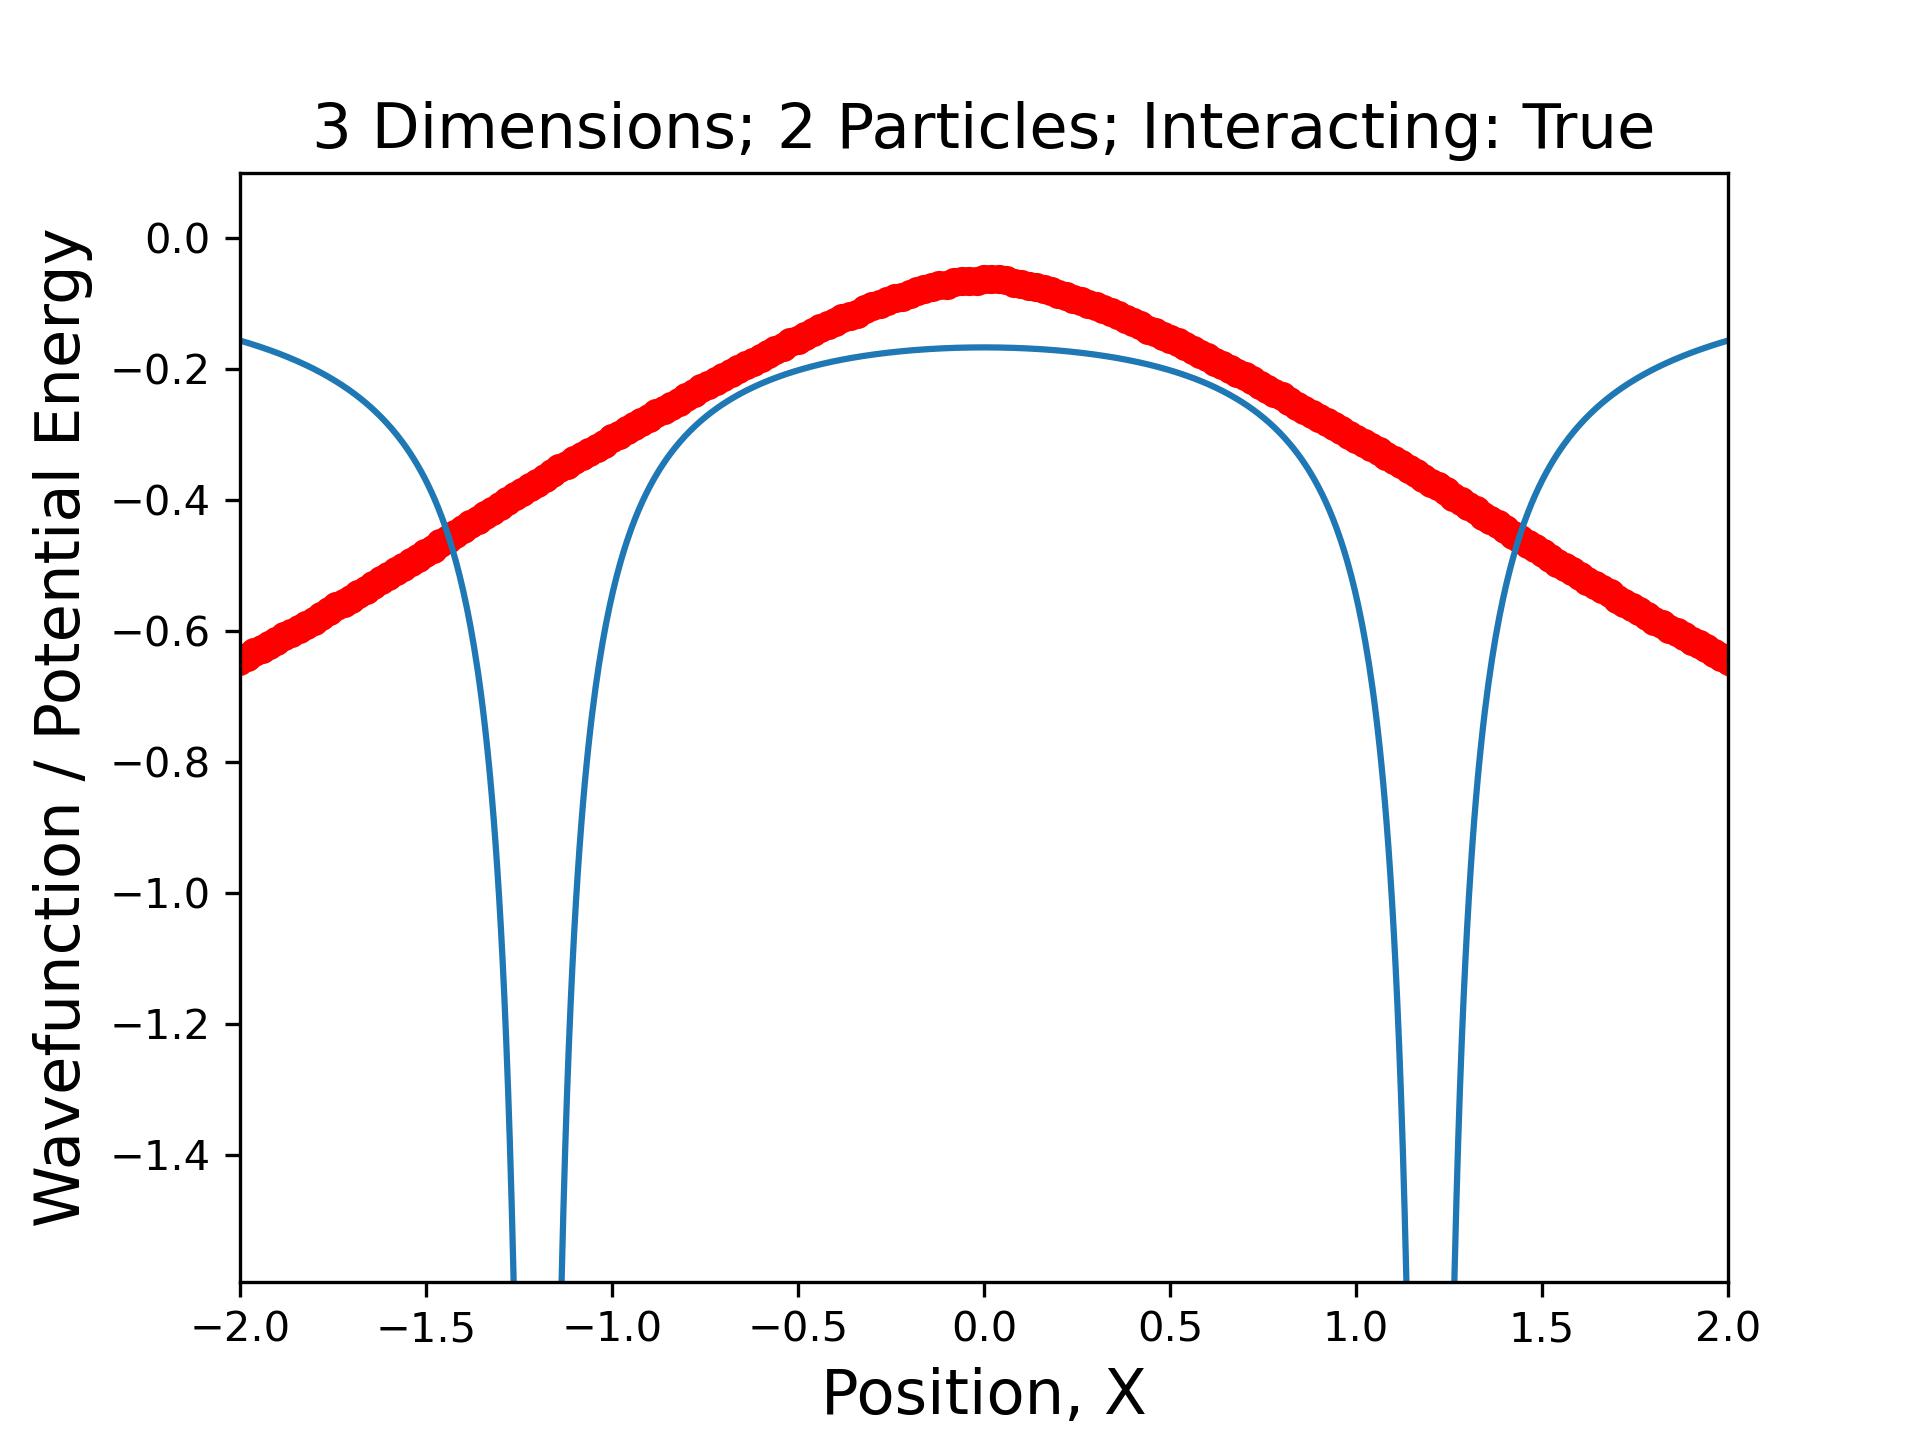 3 Dimensions; 2 Particles; Interacting: True
Wavefunction / Potential Energy
0.0
−0.2
−0.4
−0.6
−0.8
−1.0
−1.2
−1.4
−2.0 −1.5 −1.0 −0.5 0.0 0.5 1.0 1.5 2.0
Position, X